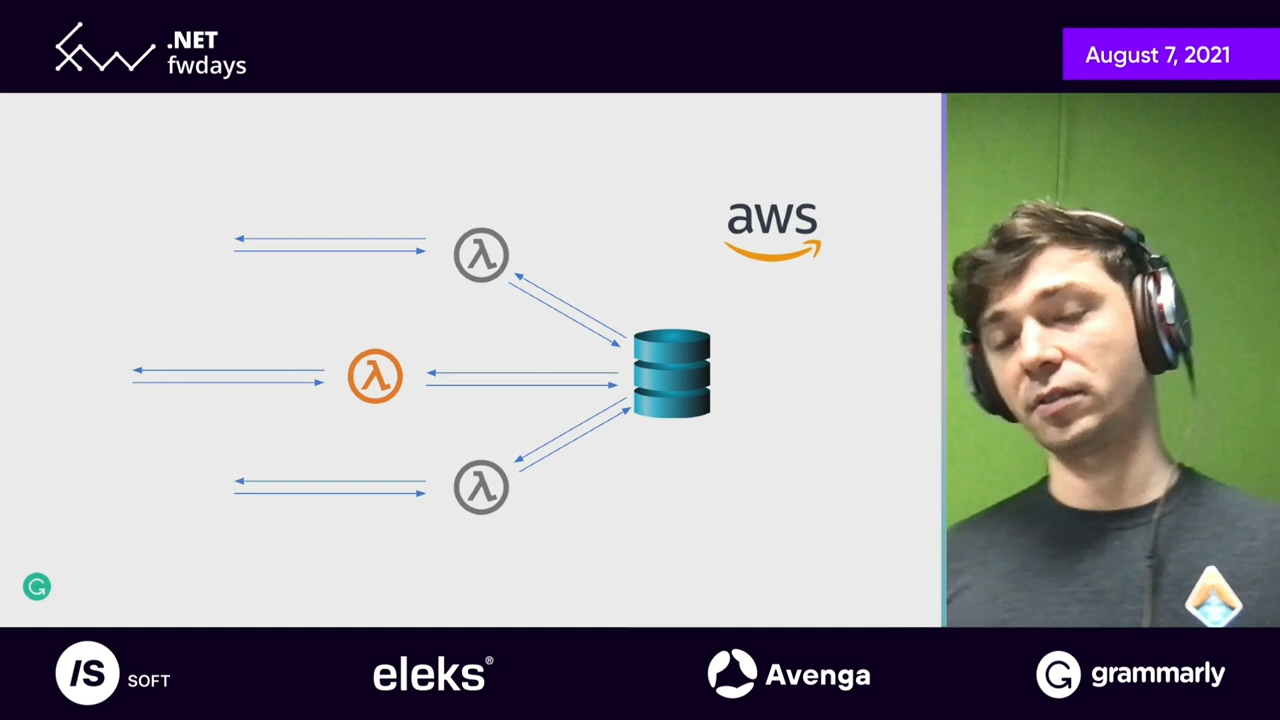 .NET
fwdays
August 7, 2021
aws
λ
λ
λ
G
IS SOFT
eleks®
Avenga
G grammarly